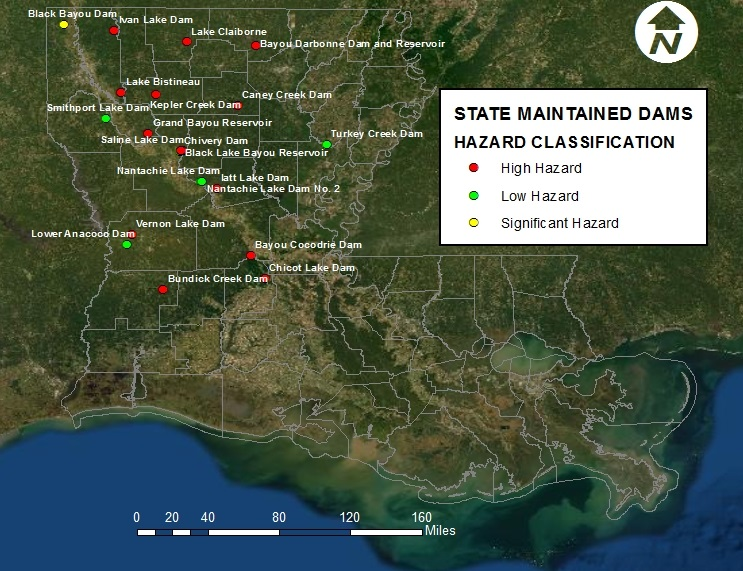 Black Bayou Dam
Ivan Lake Dam
Lake Claiborne
Bayou Darbonne Dam and Reservoir
N
Lake Bistineau
Caney Creek Dam
Smithport Lake Dam
Kepler Creek Dam
Grand Bayou Reservoir
Turkey Creek Dam
Saline Lake Dam
Chivery Dam
Black Lake Bayou Reservoir
Nantachie Lake Dam
Iatt Lake Dam
Nantachie Lake Dam No. 2
Vernon Lake Dam
Lower Anacoco Dam
Bayou Cocodrie Dam
Chicot Lake Dam
Bundick Creek Dam
STATE MAINTAINED DAMS
HAZARD CLASSIFICATION
High Hazard
Low Hazard
Significant Hazard
0 20 40 80 120 160
Miles